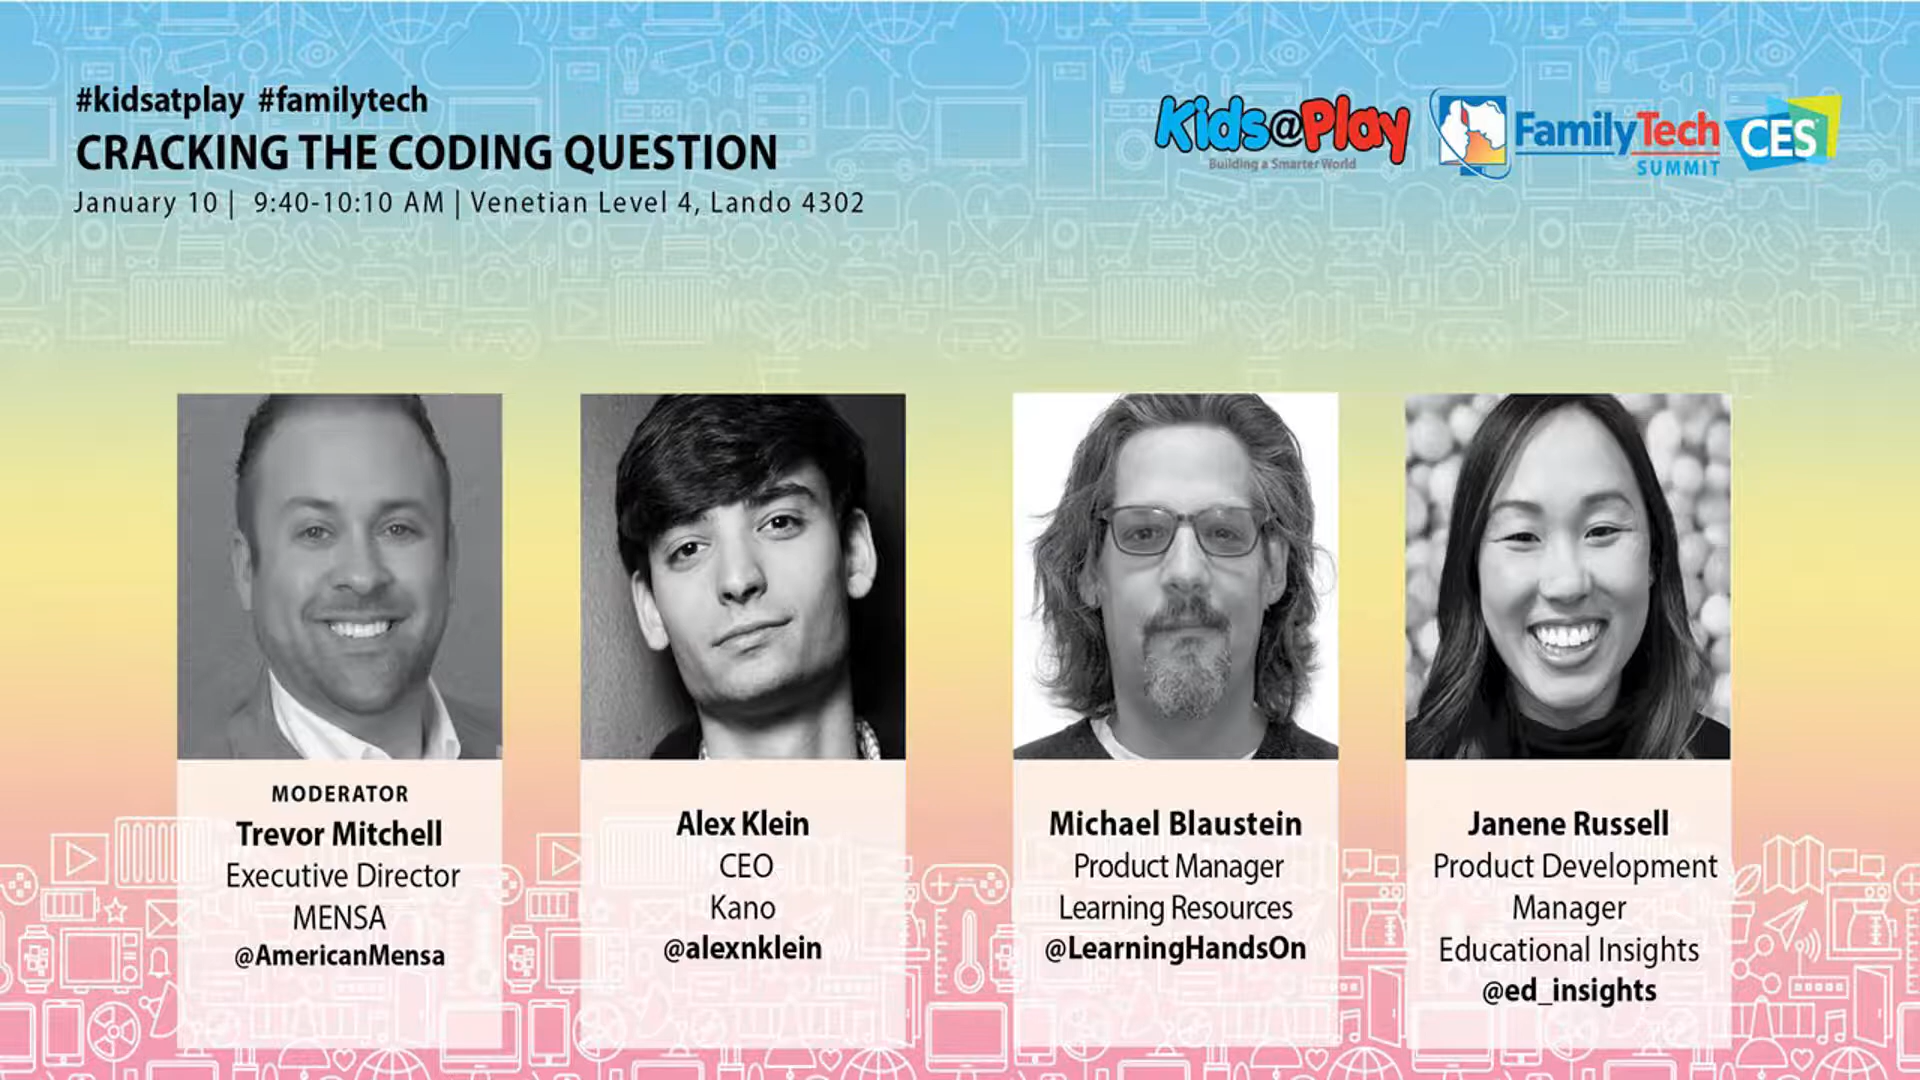 #kidsatplay #familytech
CRACKING THE CODING QUESTION
January 10 | 9:40-10:10 AM | Venetian Level 4, Lando 4302
Kids@Play
Building a Smarter World
FamilyTech
SUMMIT
CES
MODERATOR
Trevor Mitchell
Executive Director
MENSA
@AmericanMensa
Alex Klein
CEO
Kano
@alexnklein
Michael Blaustein
Product Manager
Learning Resources
@LearningHandsOn
Janene Russell
Product Development
Manager
Educational Insights
@ed_insights